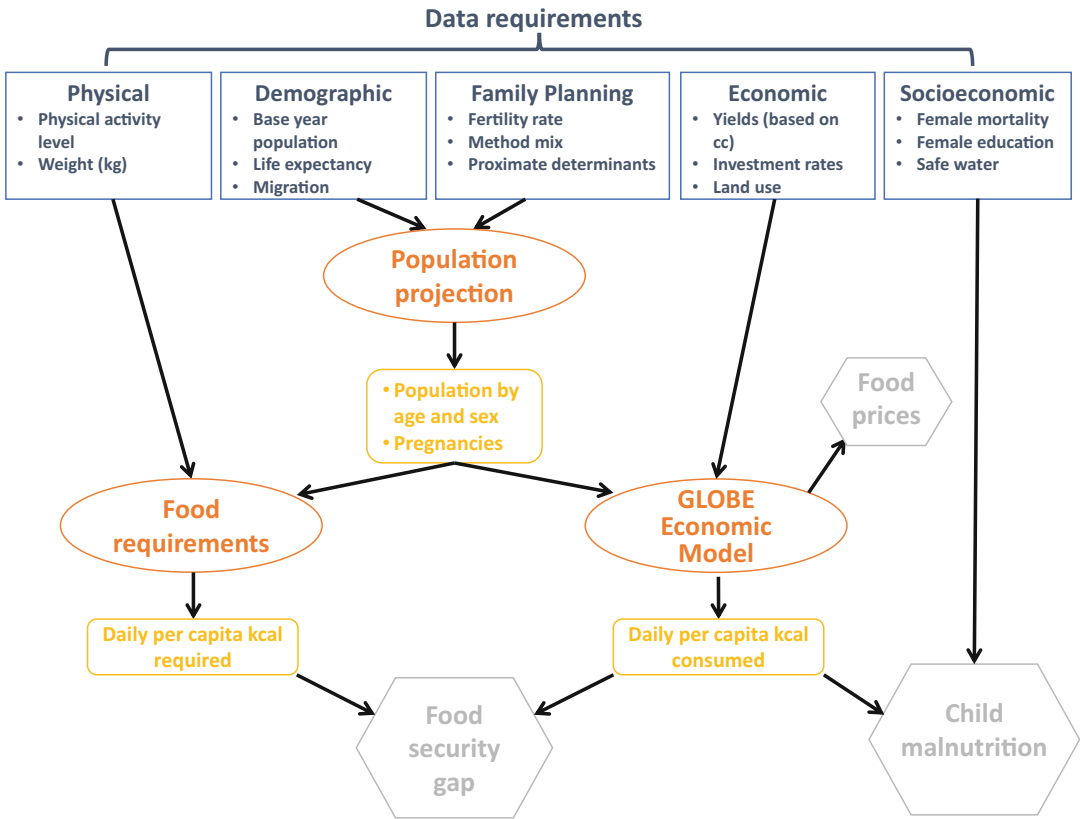 Data requirements
Physical
• Physical activity
level
• Weight (kg)
Demographic
• Base year
population
• Life expectancy
• Migration
Family Planning
• Fertility rate
• Method mix
• Proximate determinants
Economic
• Yields (based on
cc)
• Investment rates
• Land use
Socioeconomic
• Female mortality
• Female education
• Safe water
Population
projection
• Population by
age and sex
• Pregnancies
Food
prices
Food
requirements
GLOBE
Economic
Model
Daily per capita kcal
required
Daily per capita kcal
consumed
Food
security
gap
Child
malnutrition